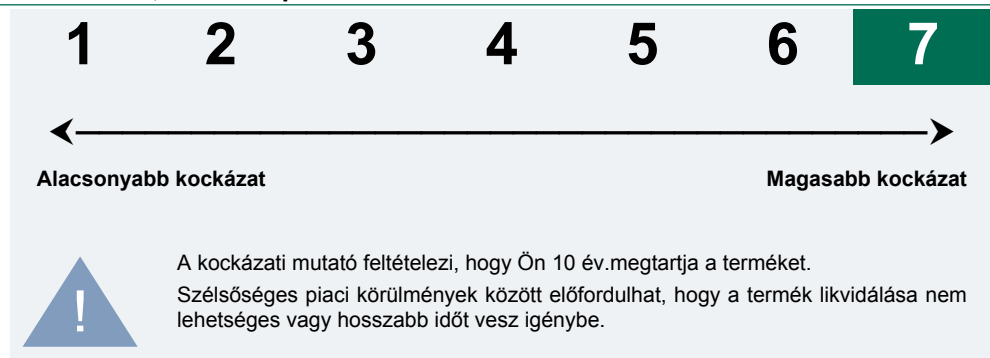 1 2 3 4 5 6 7
Alacsonyabb kockázat Magasabb kockázat
A kockázati mutató feltételezi, hogy Ön 10 év.megtartja a terméket.
Szélsőséges piaci körülmények között előfordulhat, hogy a termék likvidálása nem
lehetséges vagy hosszabb időt vesz igénybe.
!